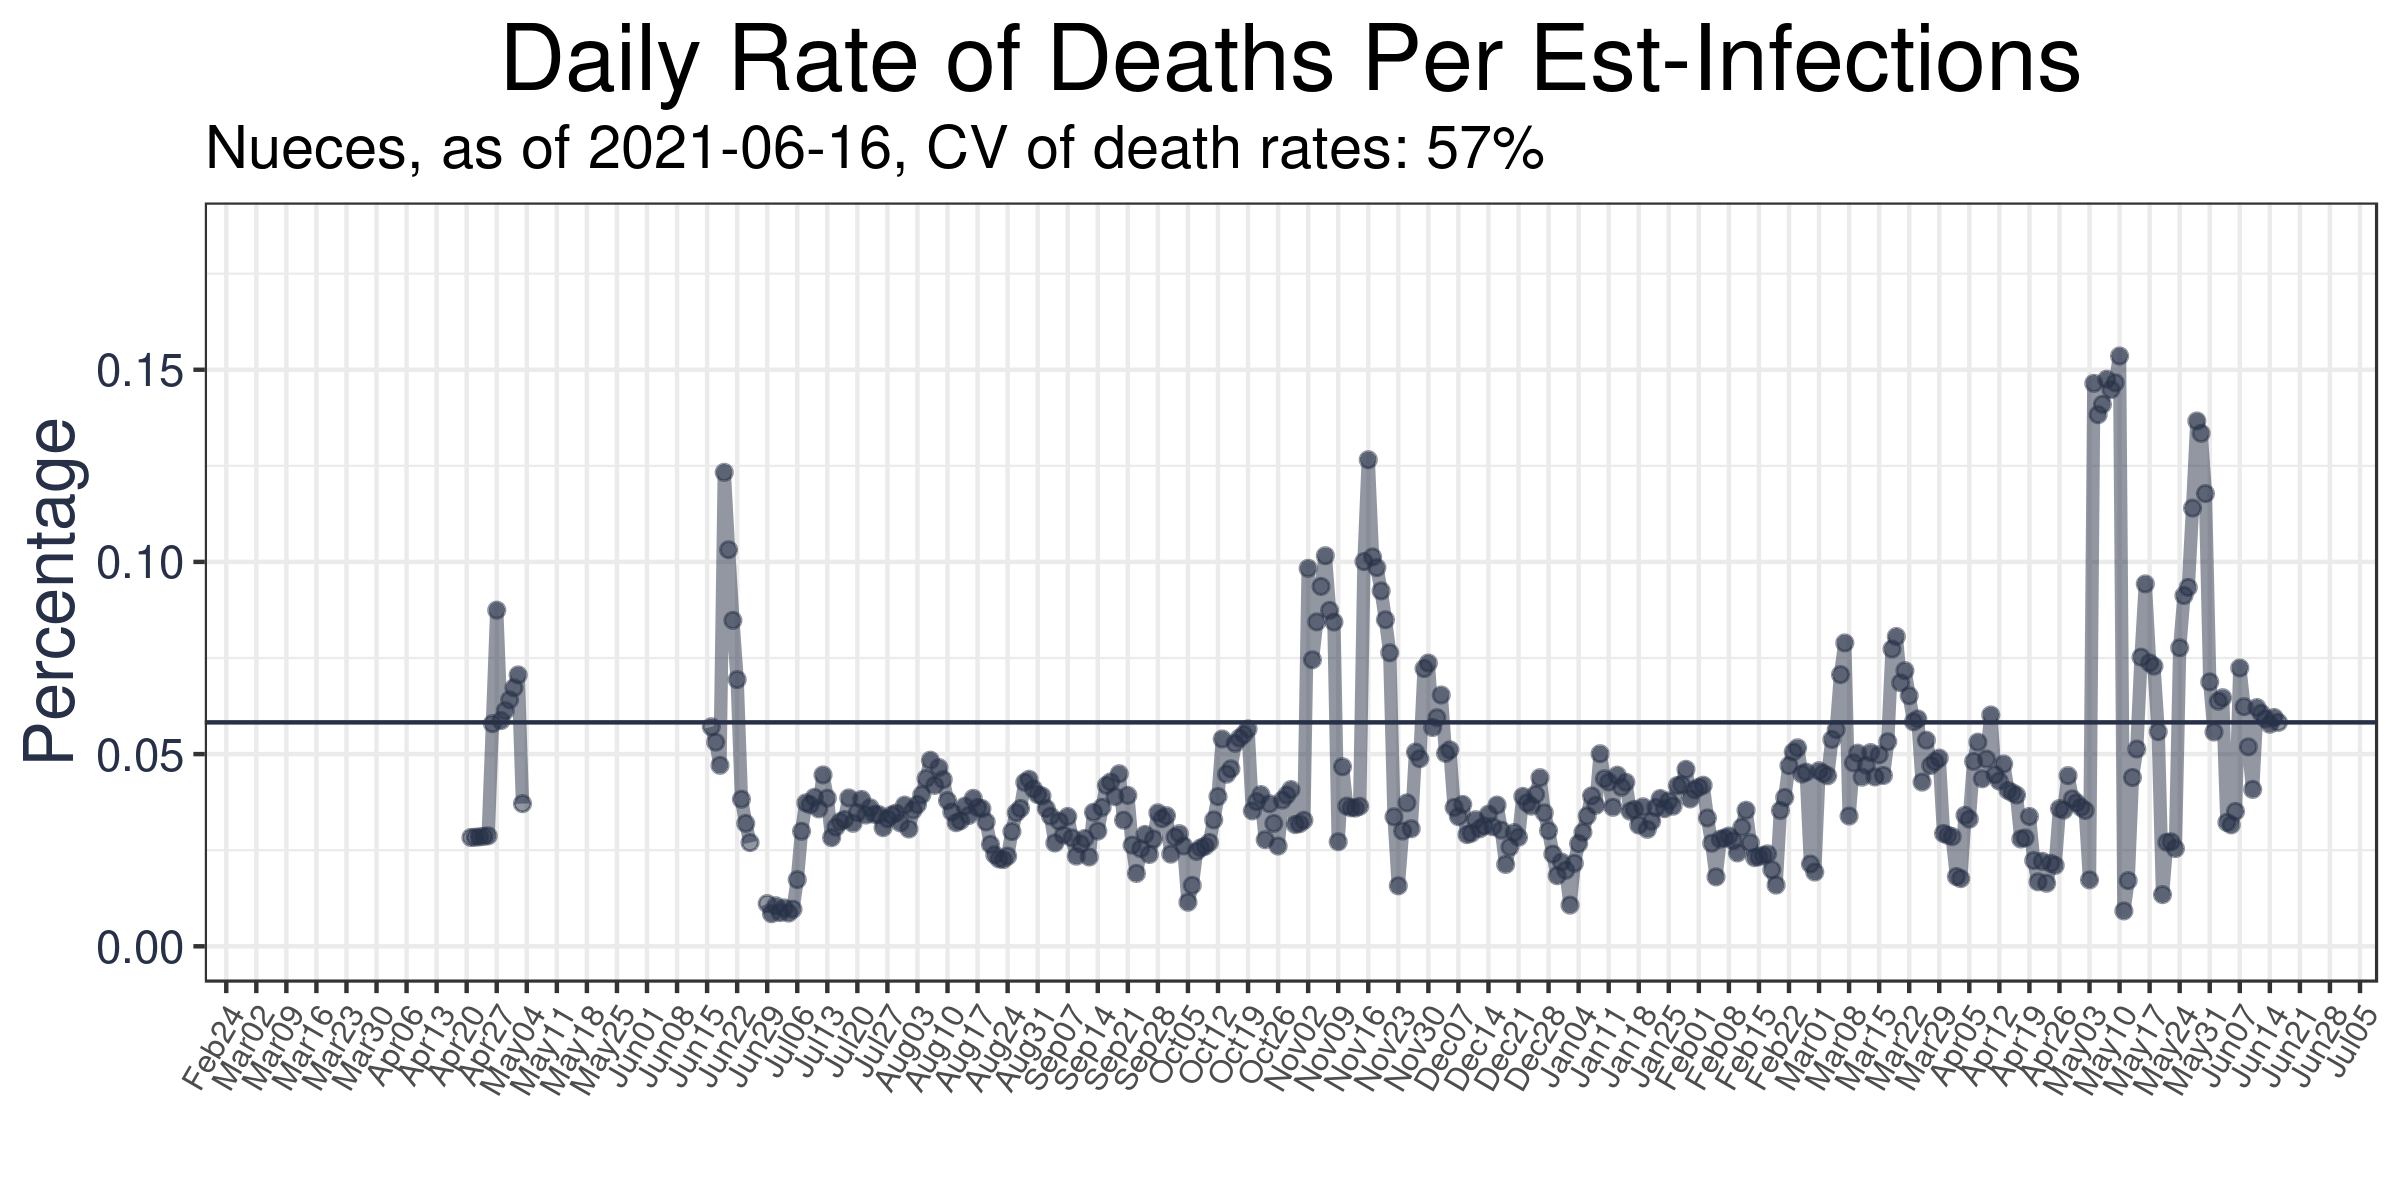 Daily Rate of Deaths Per Est-Infections
Nueces, as of 2021-06-16, CV of death rates: 57%
Percentage
0.15
0.10
0.05
0.00
Feb24 Mar02 Mar09 Mar16 Mar23 Mar30 Apr06 Apr13 Apr20 Apr27 May04 May11 May18 May25 Jun01 Jun08 Jun15 Jun22 Jun29 Jul06 Jul13 Jul20 Jul27 Aug03 Aug10 Aug17 Aug24 Aug31 Sep07 Sep14 Sep21 Sep28 Oct05 Oct12 Oct19 Oct26 Nov02 Nov09 Nov16 Nov23 Nov30 Dec07 Dec14 Dec21 Dec28 Jan04 Jan11 Jan18 Jan25 Feb01 Feb08 Feb15 Feb22 Mar01 Mar08 Mar15 Mar22 Mar29 Apr05 Apr12 Apr19 Apr26 May03 May10 May17 May24 May31 Jun07 Jun14 Jun21 Jun28 Jul05